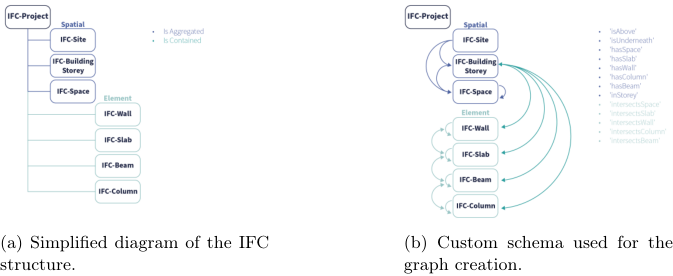 IFC-Project
Spatial
IFC-Site
IFC-Building
Storey
IFC-Space
Element
IFC-Wall
IFC-Slab
IFC-Beam
IFC-Column
• Is Aggregated
• Is Contained
(a) Simplified diagram of the IFC
structure.
IFC-Project
Spatial
IFC-Site
IFC-Building
Storey
IFC-Space
Element
IFC-Wall
IFC-Slab
IFC-Beam
IFC-Column
• 'isAbove'
• 'isUnderneath'
• 'hasSpace'
• 'hasSlab'
• 'hasWall'
• 'hasColumn'
• 'hasBeam'
• 'inStorey'
• 'intersectsSpace'
• 'intersectsSlab'
• 'intersectsWall'
• 'intersectsColumn'
• 'intersectsBeam'
(b) Custom schema used for the
graph creation.